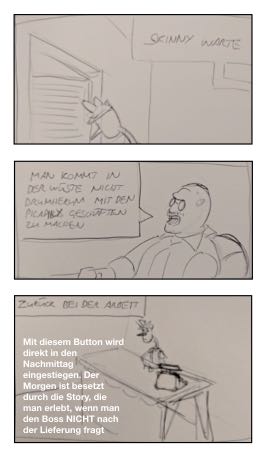 SKINNY WARTE
MAN KOMMT IN
DER WÜSTE NICHT
DRUMHERUM MIT DEN
GESCHÄFTEN
ZU MACHEN
ZURÜCK BEI DER ARBEIT
Mit diesem Button wird
direkt in den
Nachmittag
eingestiegen. Der
Morgen ist besetzt
durch die Story, die
man erlebt, wenn man
den Boss NICHT nach
der Lieferung fragt